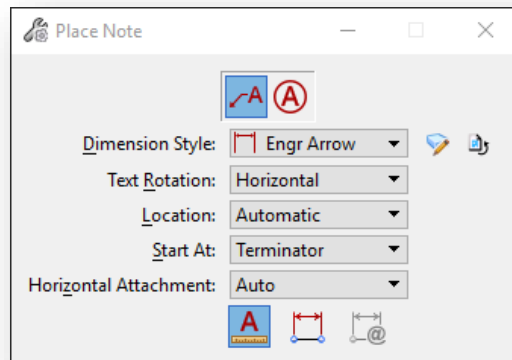 Place Note
A A
Dimension Style: Engr Arrow
Text Rotation: Horizontal
Location: Automatic
Start At: Terminator
Horizontal Attachment: Auto
A @